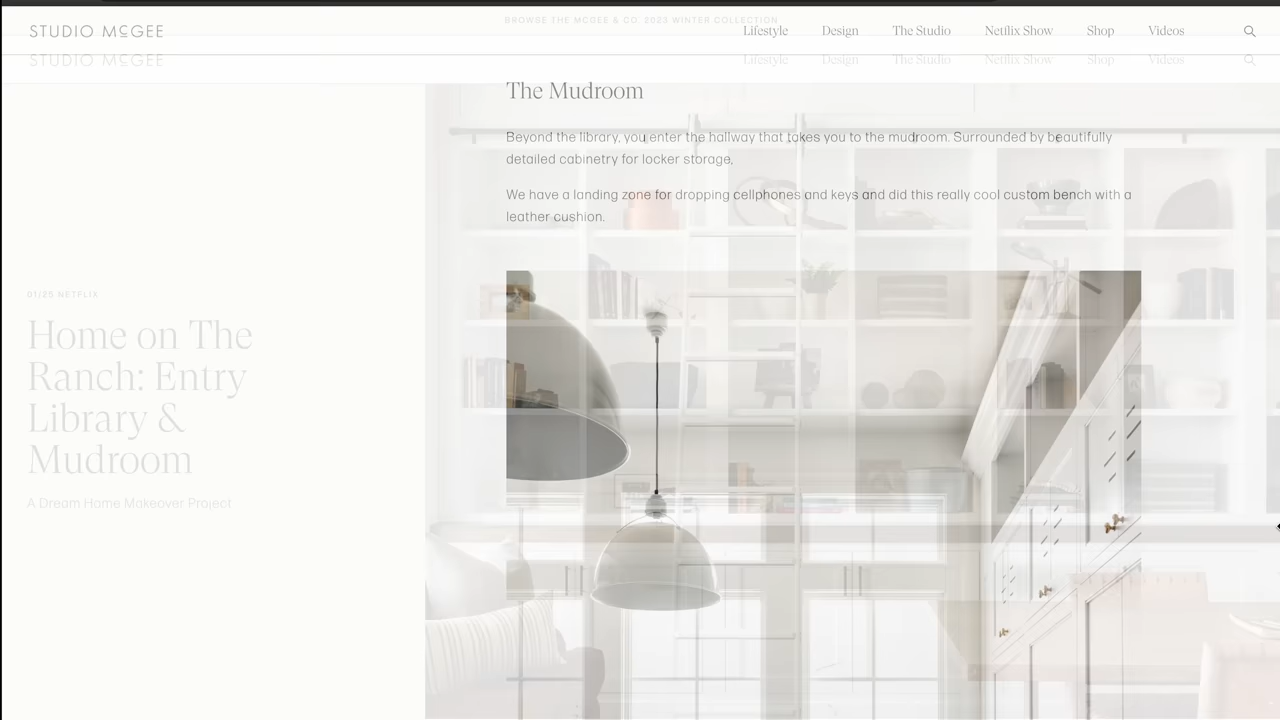 BROWSE THE MCGEE & CO. 2023 WINTER COLLECTION
STUDIO McGEE Lifestyle Design The Studio Netflix Show Shop Videos
STUDIO McGEE Lifestyle Design The Studio Netflix Show Shop Videos
The Mudroom
Beyond the library, you enter the hallway that takes you to the mudroom. Surrounded by beautifully
detailed cabinetry for locker storage,
We have a landing zone for dropping cellphones and keys and did this really cool custom bench with a
leather cushion.
01/25 NETFLIX
Home on The
Ranch: Entry
Library &
Mudroom
A Dream Home Makeover Project